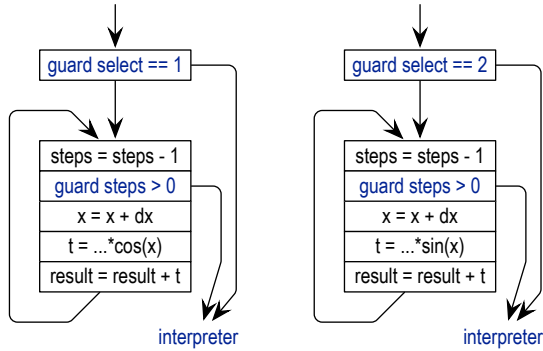 guard select == 1
steps = steps - 1
guard steps > 0
x = x + dx
t = ...*cos(x)
result = result + t
interpreter
guard select == 2
steps = steps - 1
guard steps > 0
x = x + dx
t = ...*sin(x)
result = result + t
interpreter